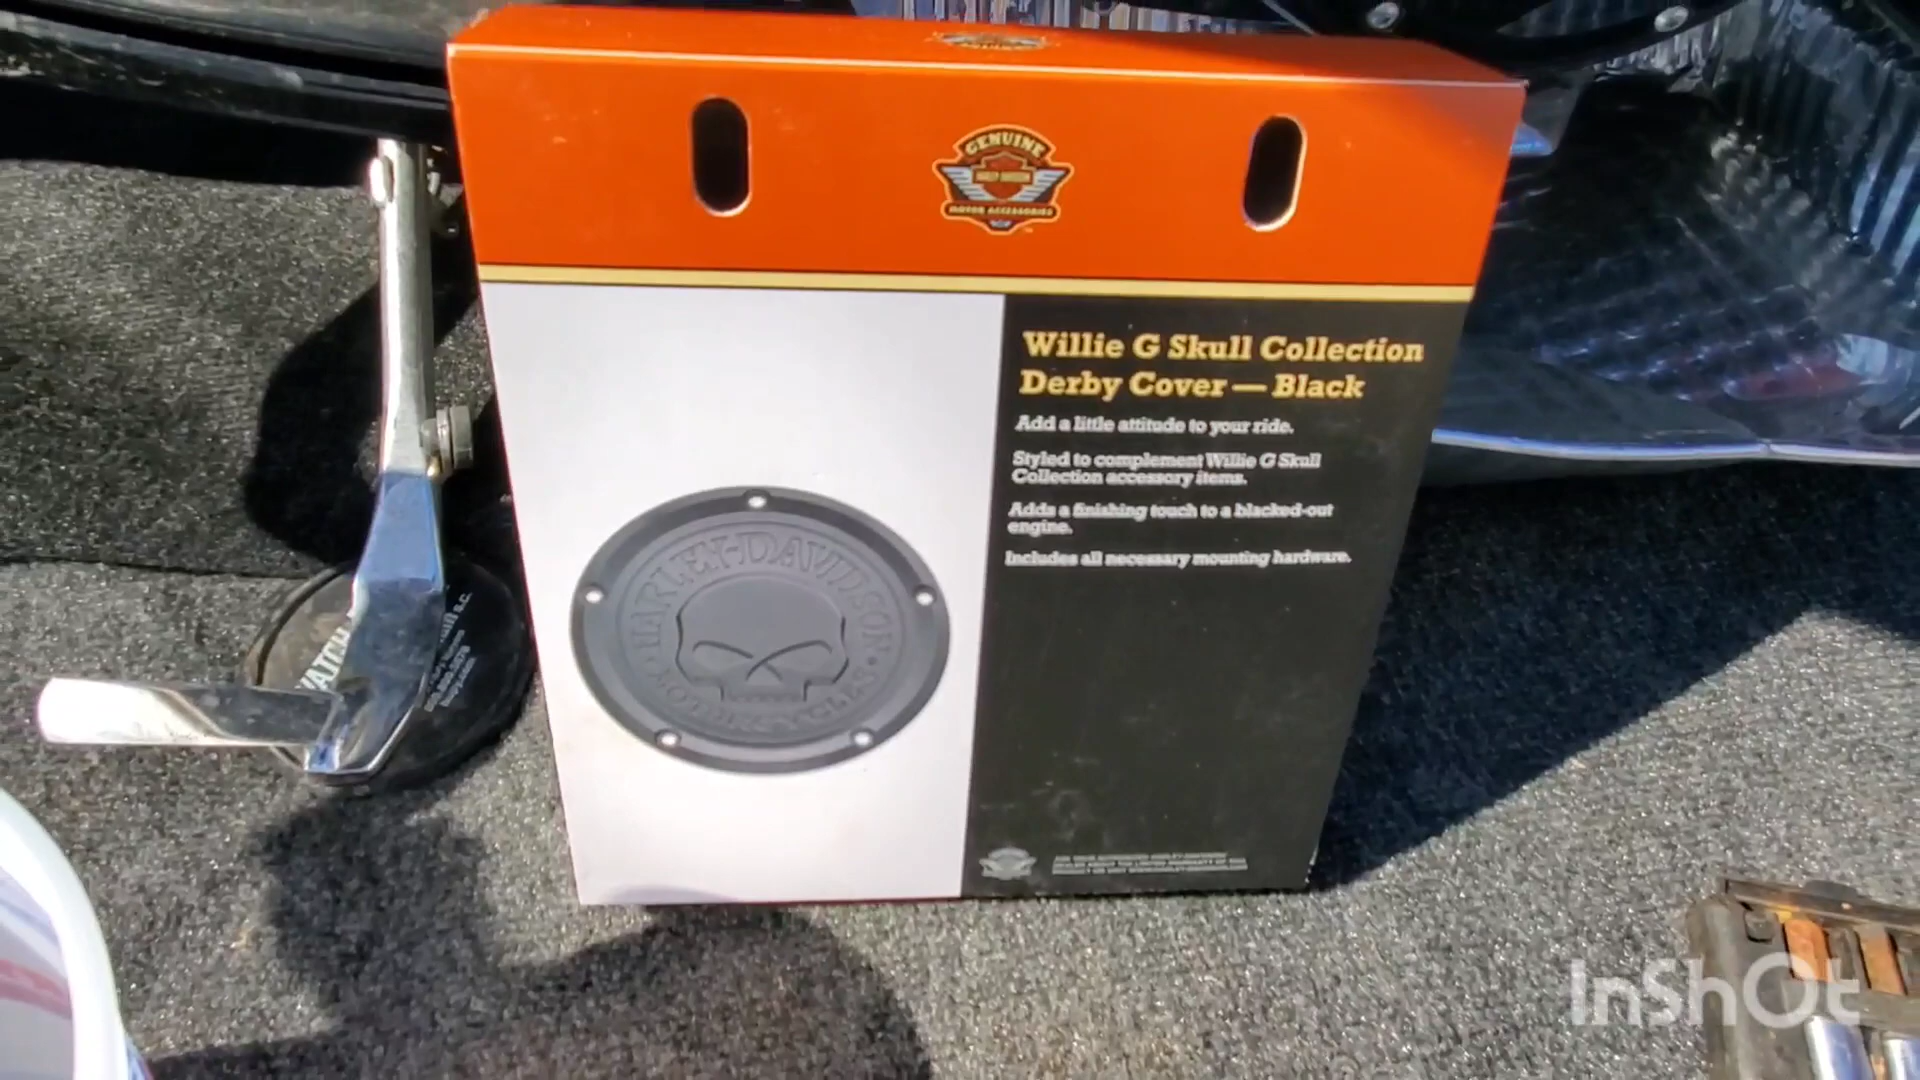 GENUINE
HARLEY-DAVIDSON
MOTOR ACCESSORIES
Willie G Skull Collection
Derby Cover — Black
Add a little attitude to your ride.
Styled to complement Willie G Skull
Collection accessory items.
Adds a finishing touch to a blacked-out
engine.
Includes all necessary mounting hardware.
HARLEY-DAVIDSON
MOTORCYCLES
InShOt